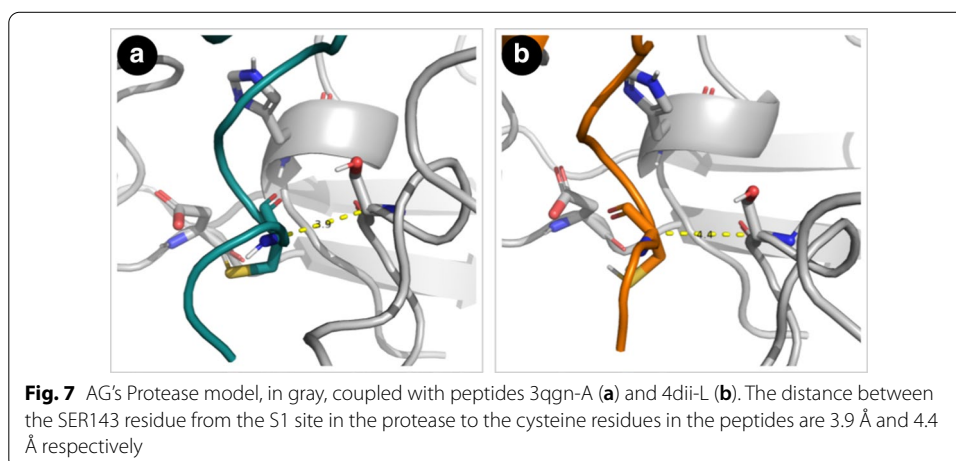 a
b
3.9
4.4
Fig. 7 AG's Protease model, in gray, coupled with peptides 3qgn-A (a) and 4dii-L (b). The distance between
the SER143 residue from the S1 site in the protease to the cysteine residues in the peptides are 3.9 Å and 4.4
Å respectively